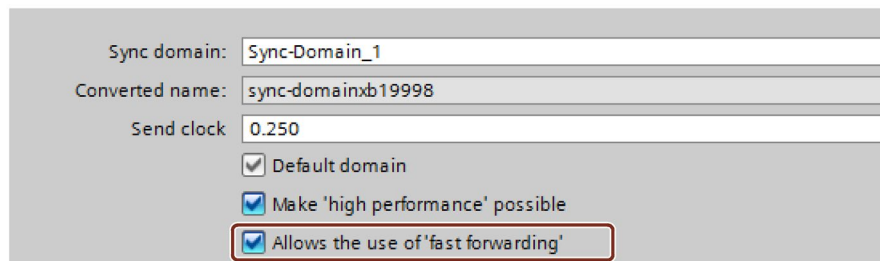 Sync domain: Sync-Domain_1
Converted name: sync-domainxb19998
Send clock 0.250
Default domain
Make 'high performance' possible
Allows the use of 'fast forwarding'